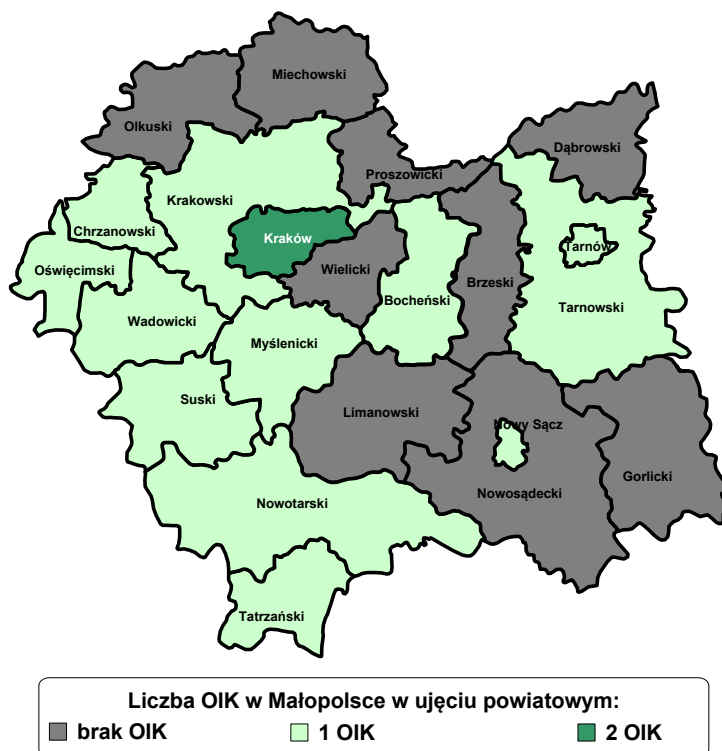 Miechowski
Olkuski
Dąbrowski
Proszowicki
Krakowski
Chrzanowski
Kraków
Tarnów
Oświęcimski
Wielicki
Brzeski
Bocheński
Tarnowski
Wadowicki
Myślenicki
Suski
Limanowski
Nowy Sącz
Gorlicki
Nowosądecki
Nowotarski
Tatrzański
Liczba OIK w Małopolsce w ujęciu powiatowym:
brak OIK 1 OIK 2 OIK